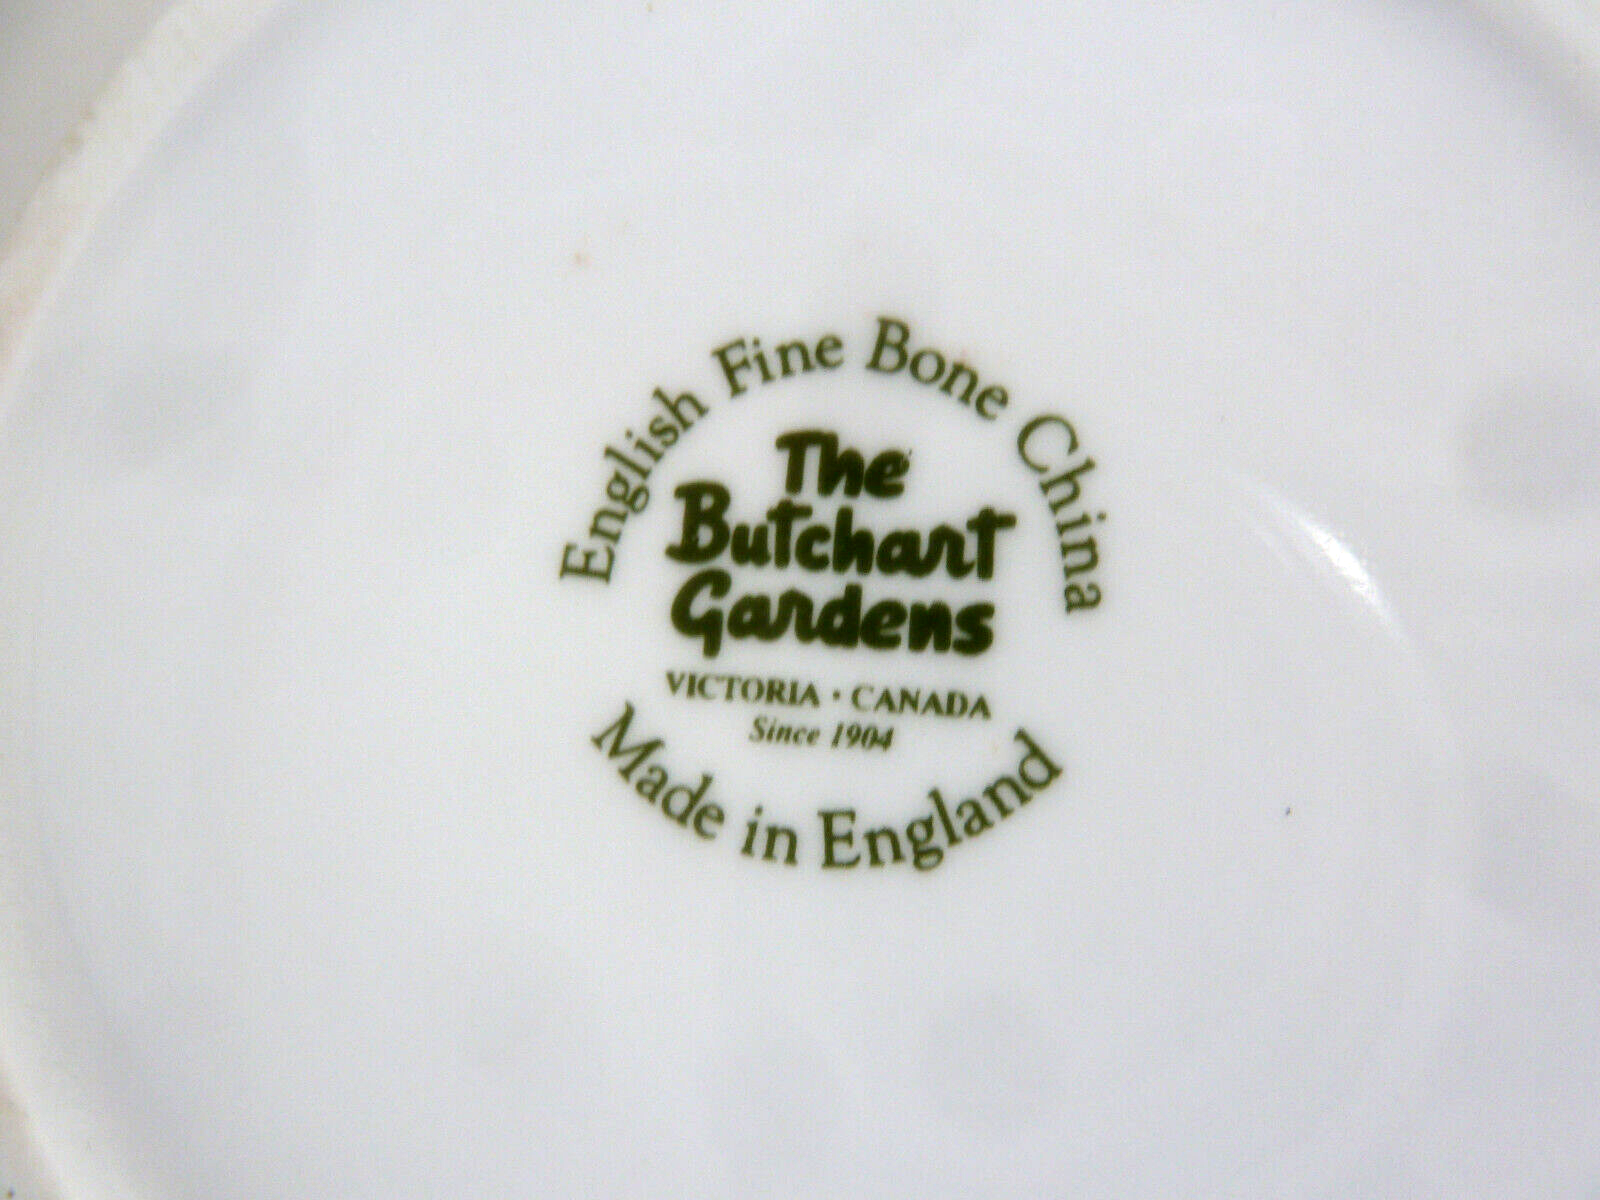 English Fine Bone China
The
Butchart
Gardens
VICTORIA • CANADA
Since 1904
Made in England